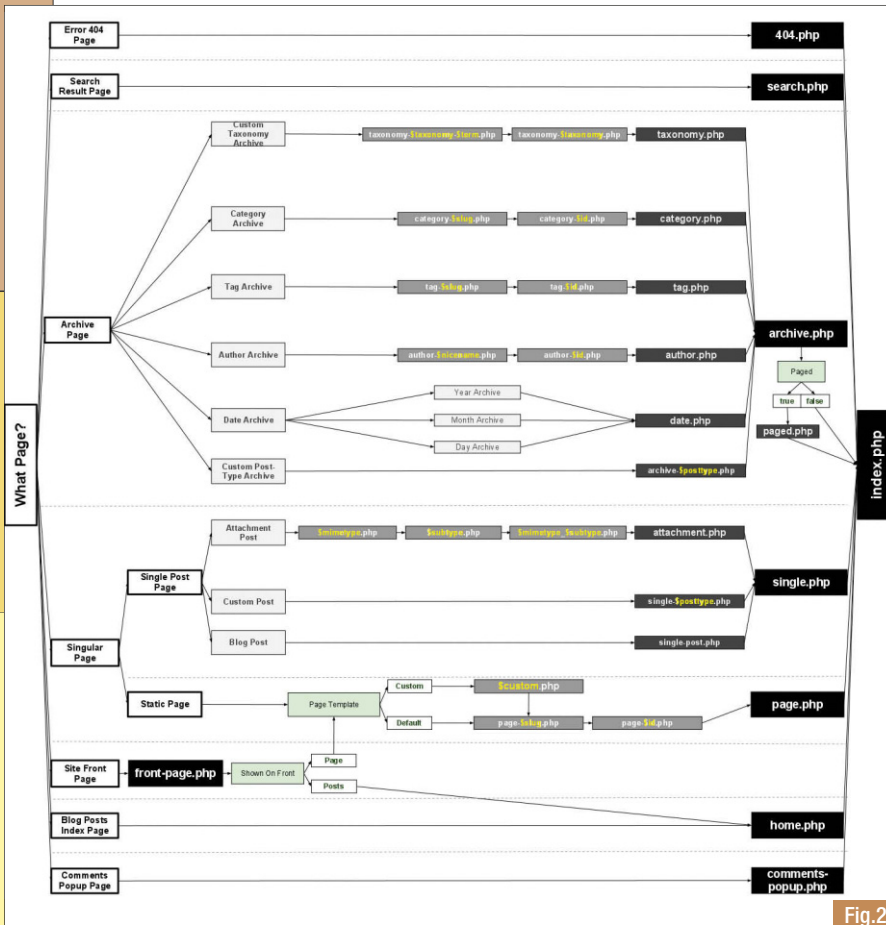 Error 404
Page
404.php
Search
Result Page
search.php
Custom
Taxonomy
Archive
taxonomy-$taxonomy-$term.php
taxonomy-$taxonomy.php
taxonomy.php
Category
Archive
category-$slug.php
category-$id.php
category.php
Tag Archive
tag-$slug.php
tag-$id.php
tag.php
Archive
Page
archive.php
Author Archive
author-$nicename.php
author-$id.php
author.php
Paged
true
false
paged.php
Date Archive
Year Archive
Month Archive
Day Archive
date.php
Custom Post-
Type Archive
archive-$posttype.php
What Page?
index.php
Attachment
Post
$mimetype.php
$subtype.php
$mimetype_$subtype.php
attachment.php
Single Post
Page
single.php
Custom Post
single-$posttype.php
Blog Post
single-post.php
Singular
Page
Static Page
Page Template
Custom
$custom.php
Default
page-$slug.php
page-$id.php
page.php
Site Front
Page
front-page.php
Shown On Front
Page
Posts
Blog Posts
Index Page
home.php
Comments
Popup Page
comments-
popup.php
Fig.2